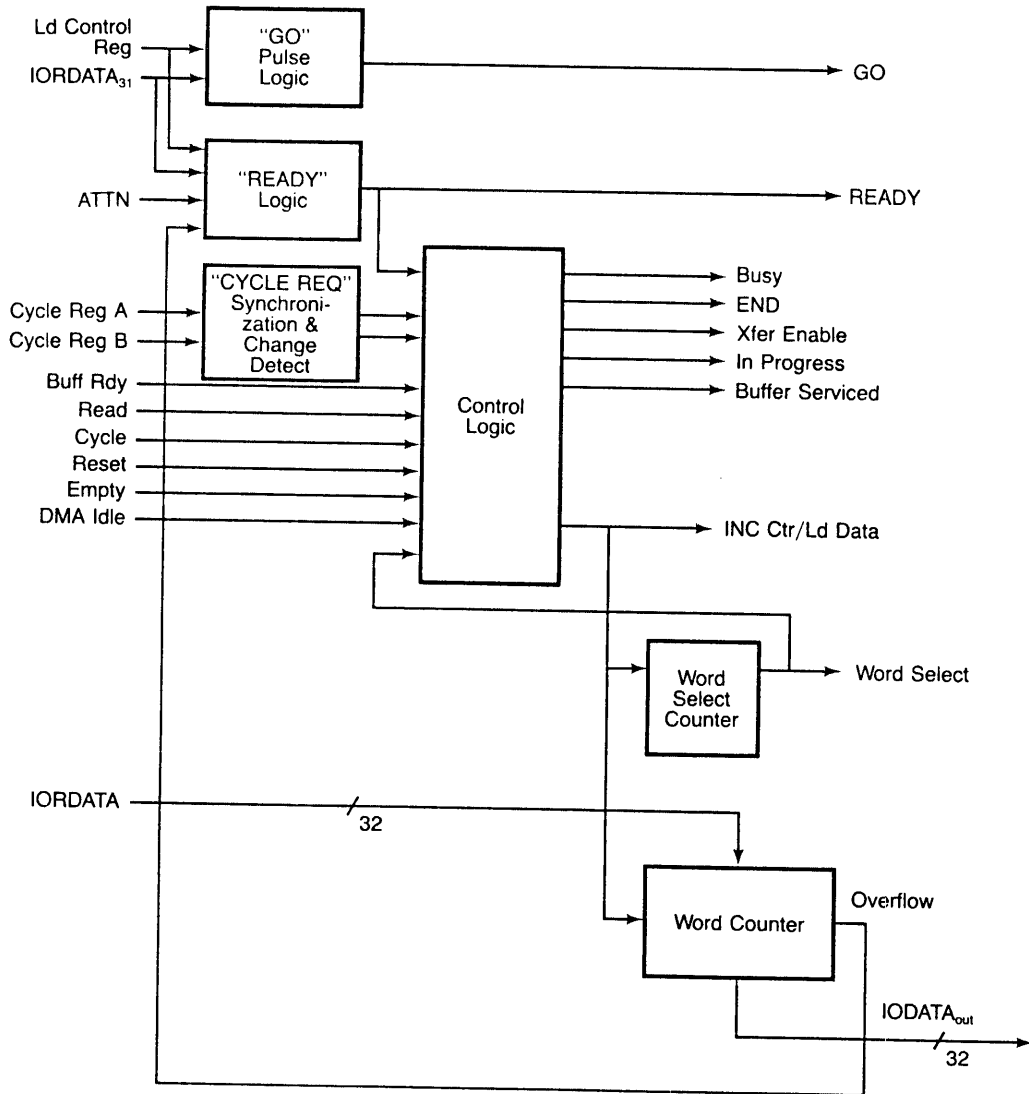 Ld Control
Reg
IORDATA31
"GO"
Pulse
Logic
GO
ATTN
"READY"
Logic
READY
Cycle Reg A
Cycle Reg B
"CYCLE REQ"
Synchroni-
zation &
Change
Detect
Buff Rdy
Read
Cycle
Reset
Empty
DMA Idle
Control
Logic
Busy
END
Xfer Enable
In Progress
Buffer Serviced
INC Ctr/Ld Data
Word
Select
Counter
Word Select
IORDATA
32
Word Counter
Overflow
IODATAout
32